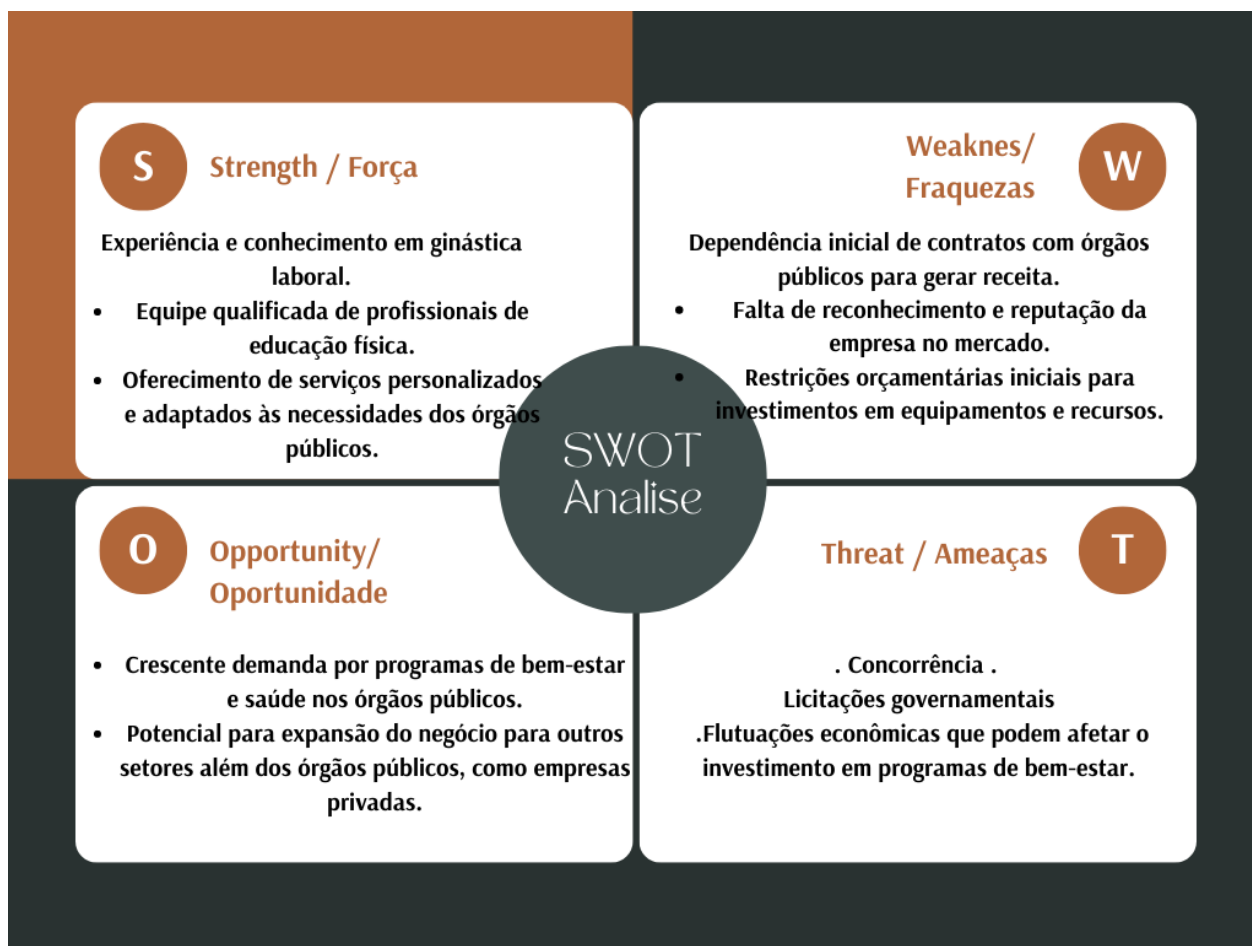 S
Strength / Força
Experiência e conhecimento em ginástica
laboral.
• Equipe qualificada de profissionais de
educação física.
• Oferecimento de serviços personalizados
e adaptados às necessidades dos órgãos
públicos.
Weaknes/
Fraquezas
W
Dependência inicial de contratos com órgãos
públicos para gerar receita.
• Falta de reconhecimento e reputação da
empresa no mercado.
• Restrições orçamentárias iniciais para
investimentos em equipamentos e recursos.
SWOT
Analise
O
Opportunity/
Oportunidade
• Crescente demanda por programas de bem-estar
e saúde nos órgãos públicos.
• Potencial para expansão do negócio para outros
setores além dos órgãos públicos, como empresas
privadas.
Threat / Ameaças
T
. Concorrência .
Licitações governamentais
.Flutuações econômicas que podem afetar o
investimento em programas de bem-estar.